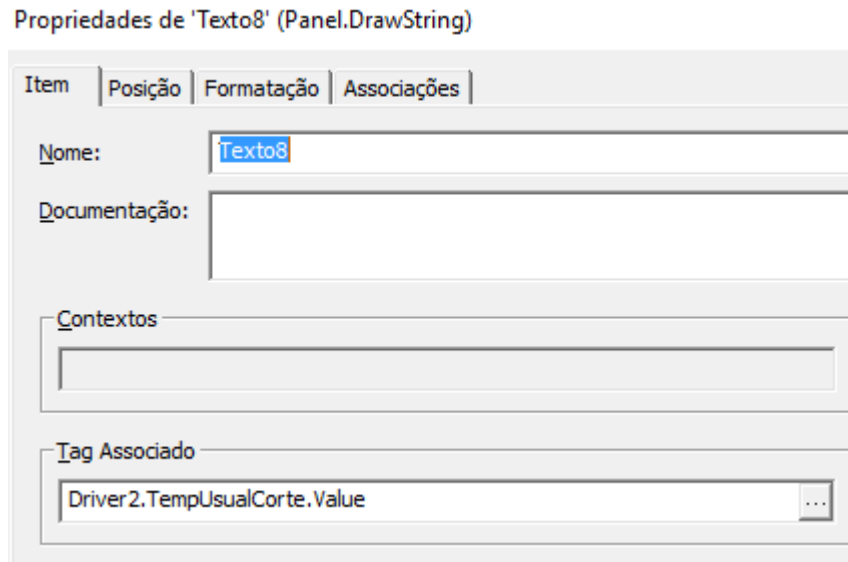 Propriedades de 'Texto8' (Panel.DrawString)
Item Posição Formatação Associações
Nome: Texto8
Documentação:
Contextos
Tag Associado
Driver2.TempUsualCorte.Value ...